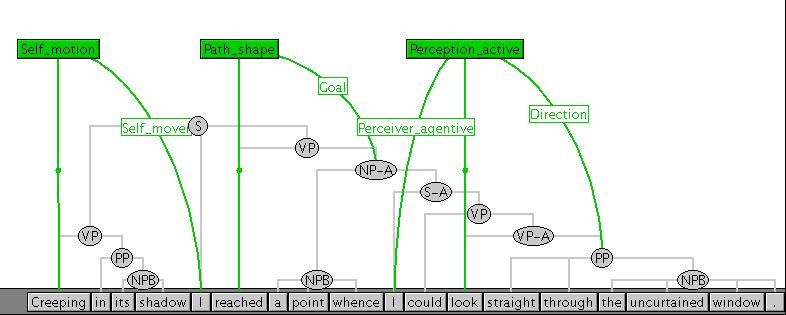 Self_motion Path_shape Perception_active
Goal
Direction
Self_mover S Perceiver_agentive
VP
NP-A
S-A
VP
VP VP-A
PP PP
NPB NPB NPB
Creeping in its shadow I reached a point whence I could look straight through the uncurtained window .